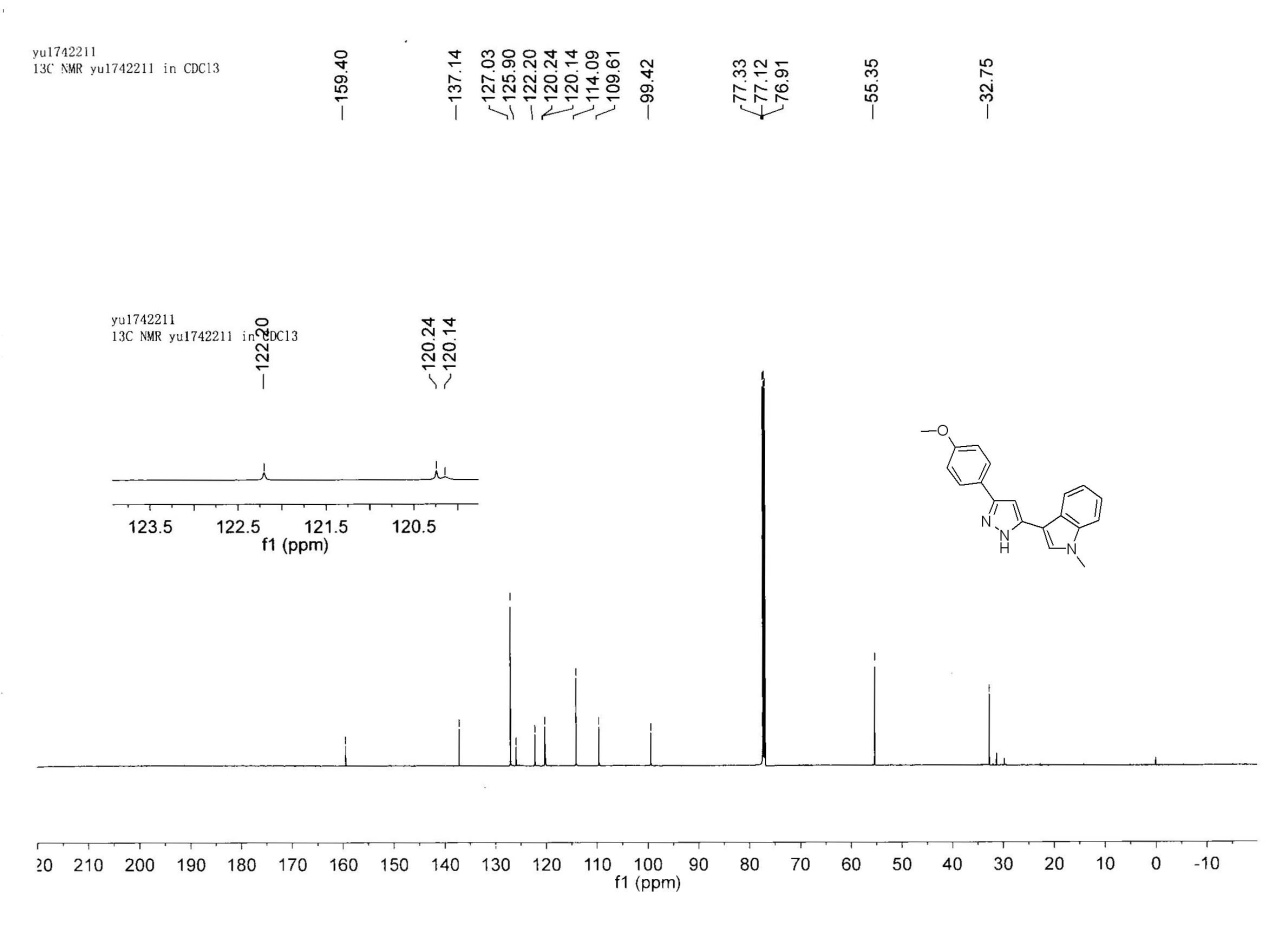 yu1742211
13C NMR yu1742211 in CDCl3
159.40
137.14
127.03
125.90
122.20
120.24
120.14
114.09
109.61
99.42
77.33
77.12
76.91
55.35
32.75
yu1742211
13C NMR yu1742211 in CDCl3
122.20
120.24
120.14
123.5 122.5 121.5 120.5
f1 (ppm)
O
N
N
H
N
20 210 200 190 180 170 160 150 140 130 120 110 100 90 80 70 60 50 40 30 20 10 0 -10
f1 (ppm)